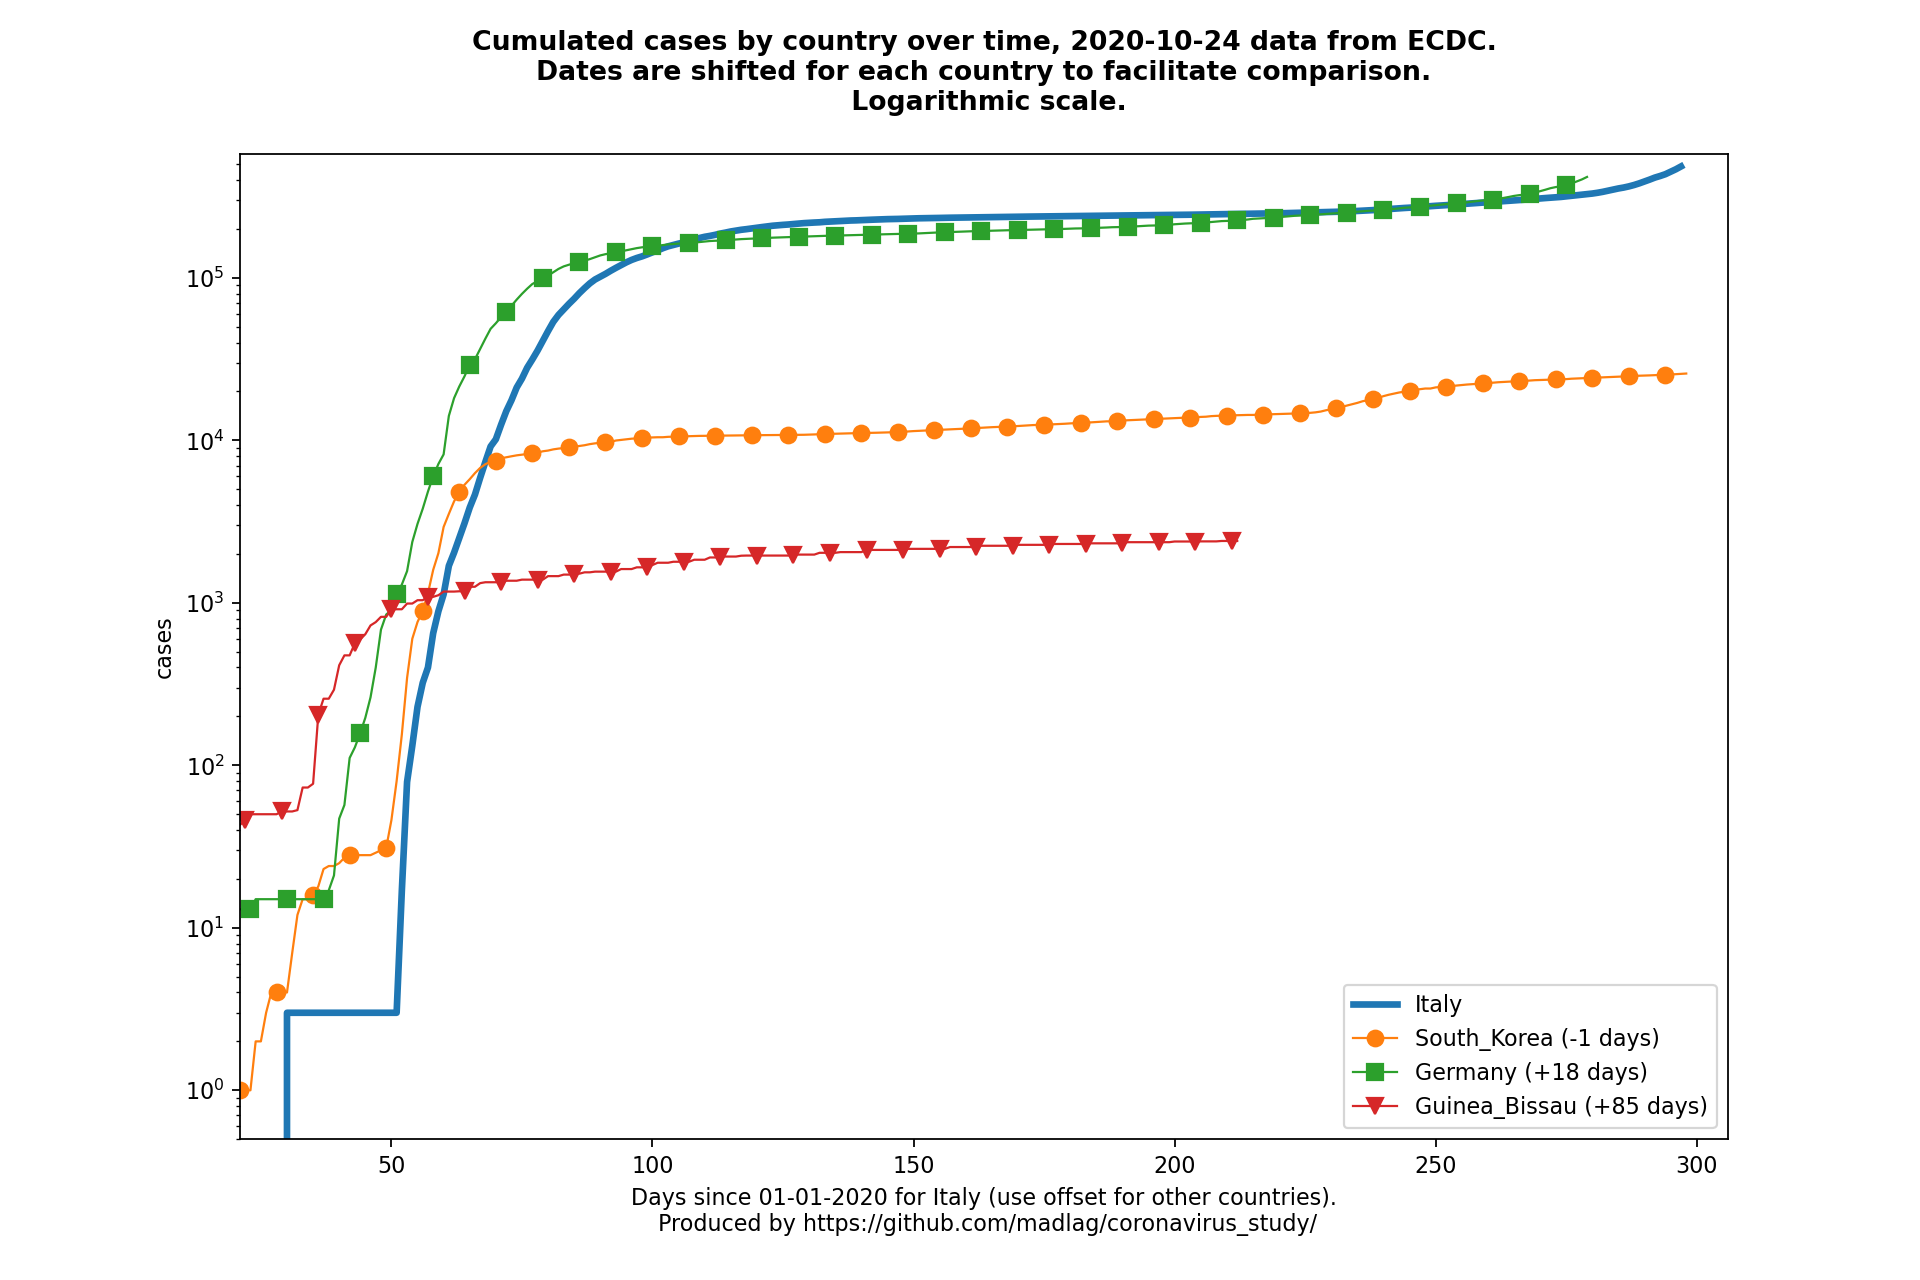 Cumulated cases by country over time, 2020-10-24 data from ECDC.
Dates are shifted for each country to facilitate comparison.
Logarithmic scale.
cases
10^5
10^4
10^3
10^2
10^1
10^0
50 100 150 200 250 300
Italy
South_Korea (-1 days)
Germany (+18 days)
Guinea_Bissau (+85 days)
Days since 01-01-2020 for Italy (use offset for other countries).
Produced by https://github.com/madlag/coronavirus_study/